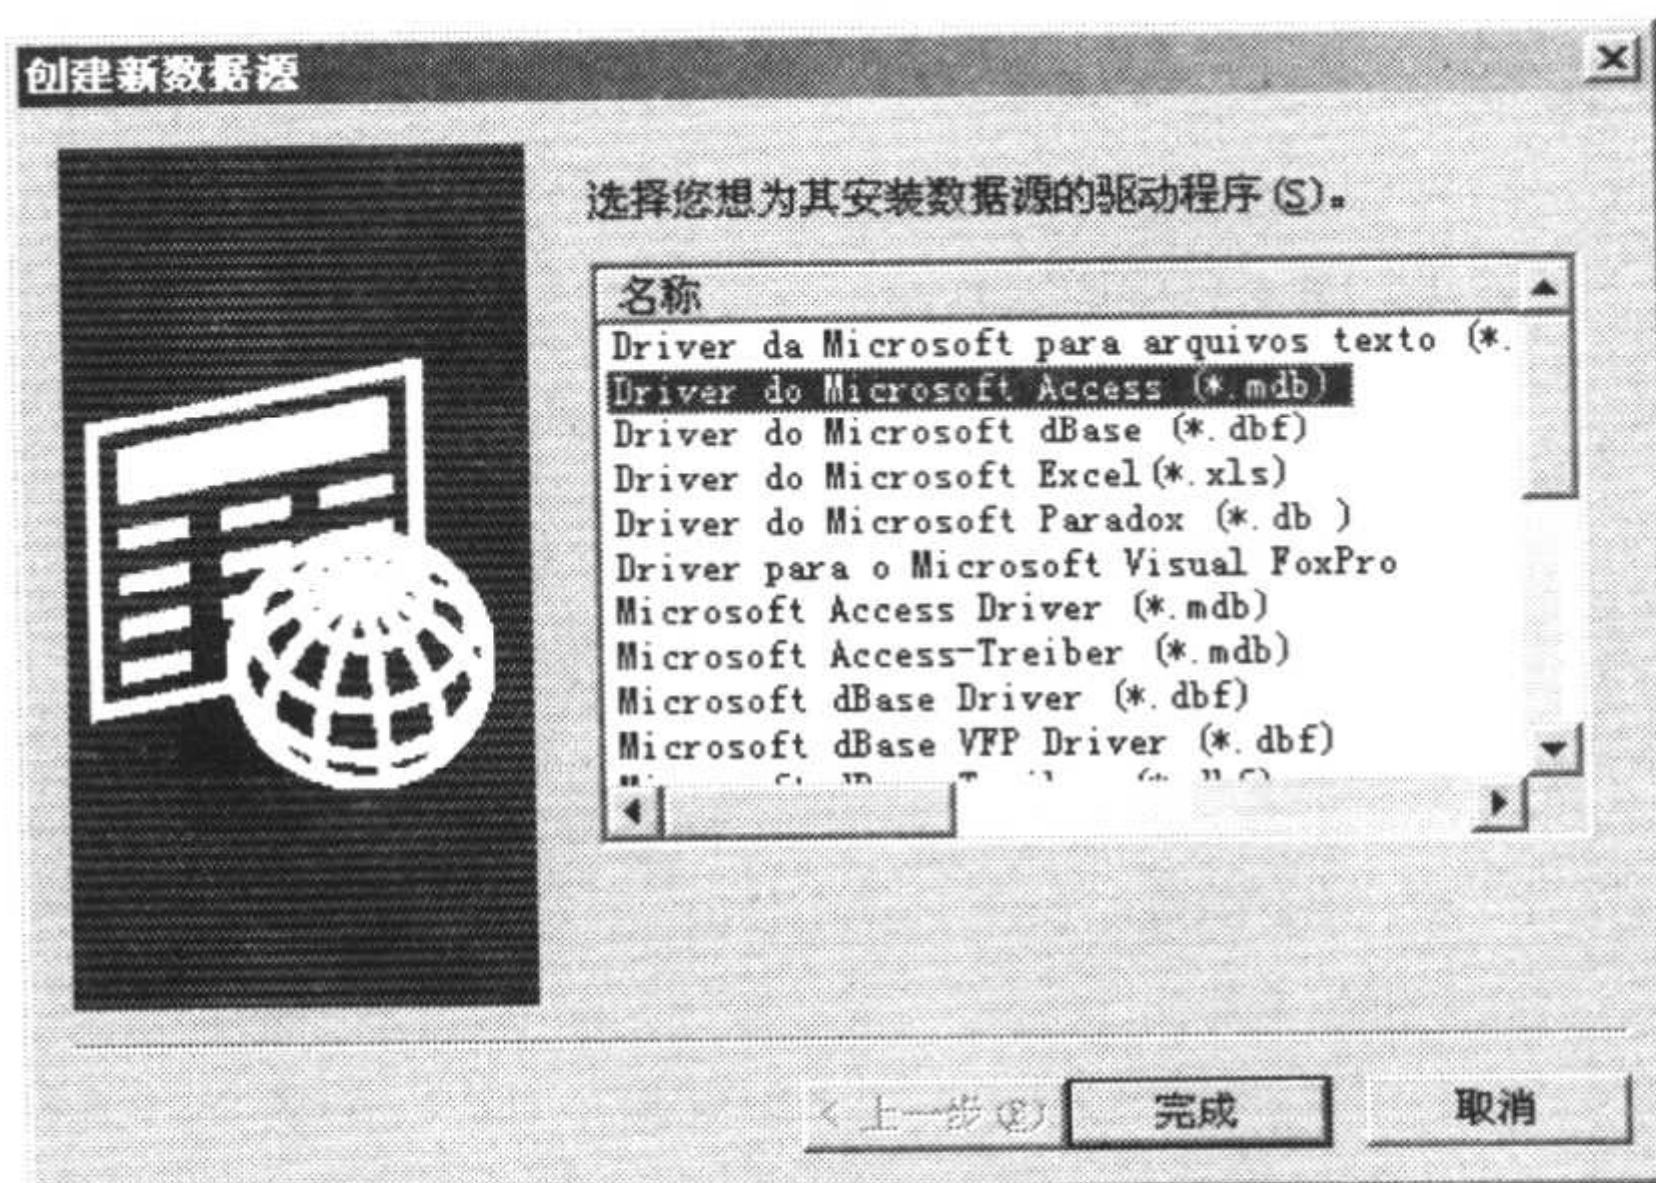 创建新数据源
选择您想为其安装数据源的驱动程序(S)。
名称
Driver da Microsoft para arquivos texto (*.
Driver do Microsoft Access (*.mdb)
Driver do Microsoft dBase (*.dbf)
Driver do Microsoft Excel(*.xls)
Driver do Microsoft Paradox (*.db )
Driver para o Microsoft Visual FoxPro
Microsoft Access Driver (*.mdb)
Microsoft Access-Treiber (*.mdb)
Microsoft dBase Driver (*.dbf)
Microsoft dBase VFP Driver (*.dbf)
< 上一步(B) 完成 取消